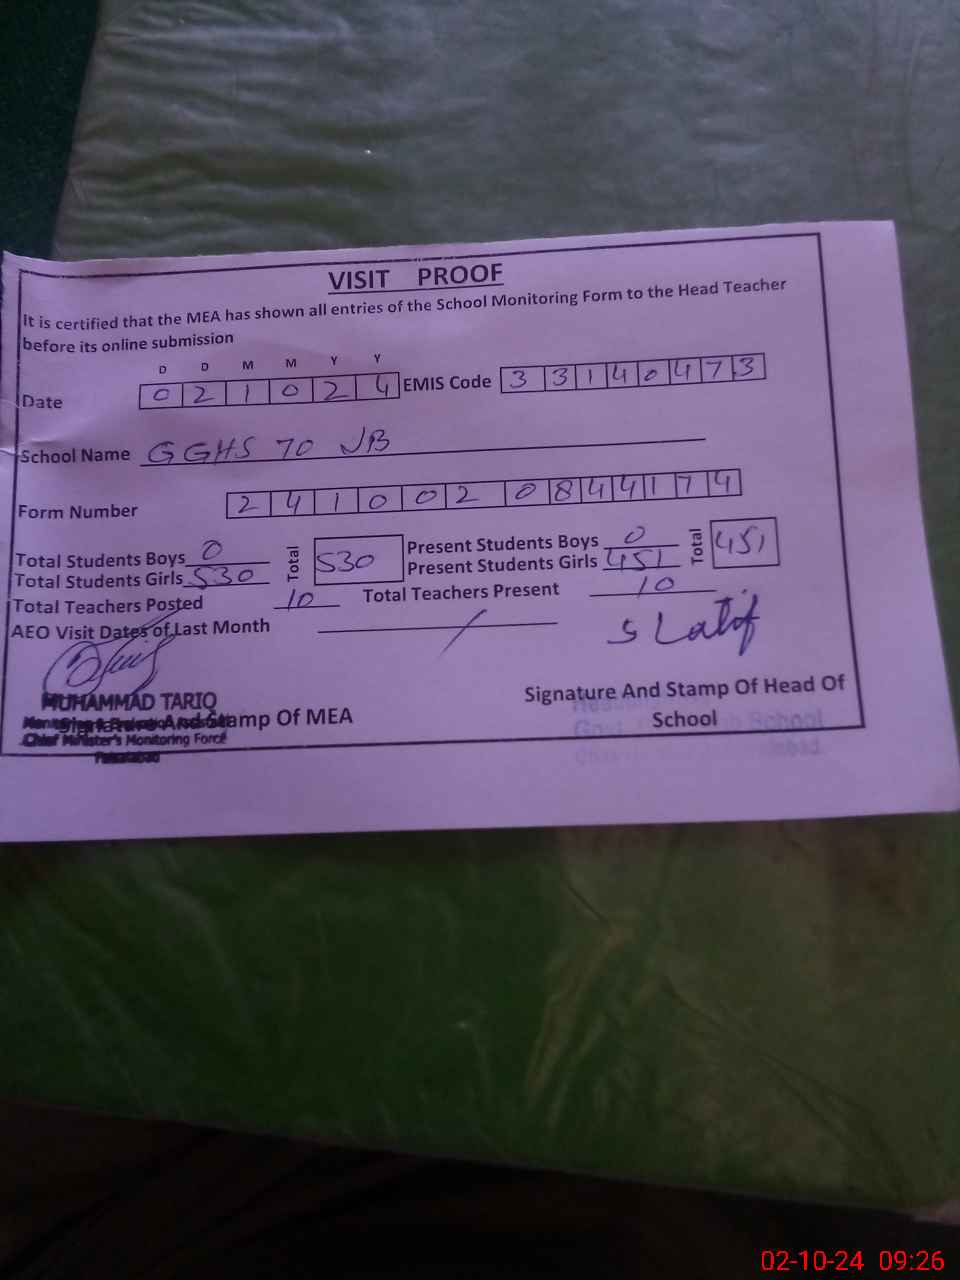 VISIT PROOF
It is certified that the MEA has shown all entries of the School Monitoring Form to the Head Teacher
before its online submission
D D M M Y Y
Date 0 2 1 0 2 4 EMIS Code 3 3 1 4 0 4 7 3
School Name GGHS 70 JB
Form Number 2 4 1 0 0 2 0 8 4 4 1 7 4
Total Students Boys 0 Total 530 Present Students Boys 0 Total 451
Total Students Girls 530 Present Students Girls 451
Total Teachers Posted 10 Total Teachers Present 10
AEO Visit Dates of Last Month /
S Latif
MUHAMMAD TARIQ
Signature And Stamp Of MEA
Chief Minister's Monitoring Force
Faisalabad
Signature And Stamp Of Head Of
School
02-10-24 09:26